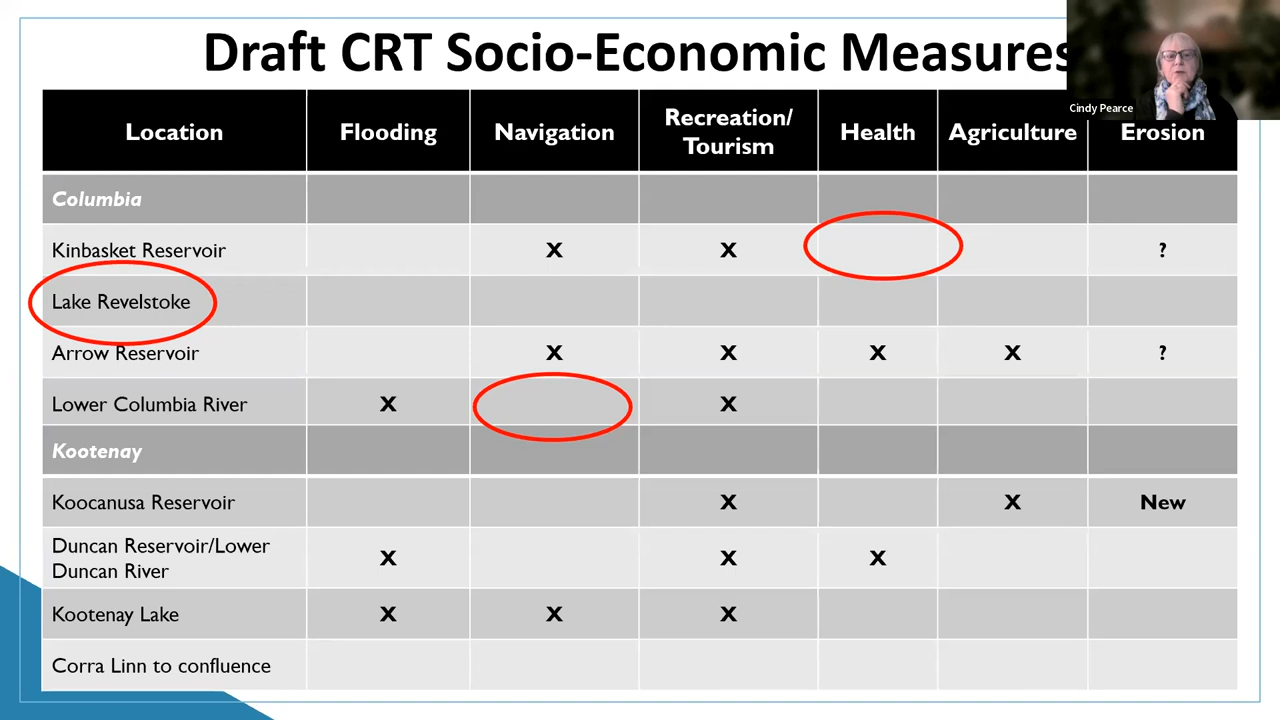 Draft CRT Socio-Economic Measures
Cindy Pearce
Location Flooding Navigation Recreation/ Tourism Health Agriculture Erosion
Columbia
Kinbasket Reservoir X X ?
Lake Revelstoke
Arrow Reservoir X X X X ?
Lower Columbia River X X
Kootenay
Koocanusa Reservoir X X New
Duncan Reservoir/Lower
Duncan River X X X
Kootenay Lake X X X
Corra Linn to confluence